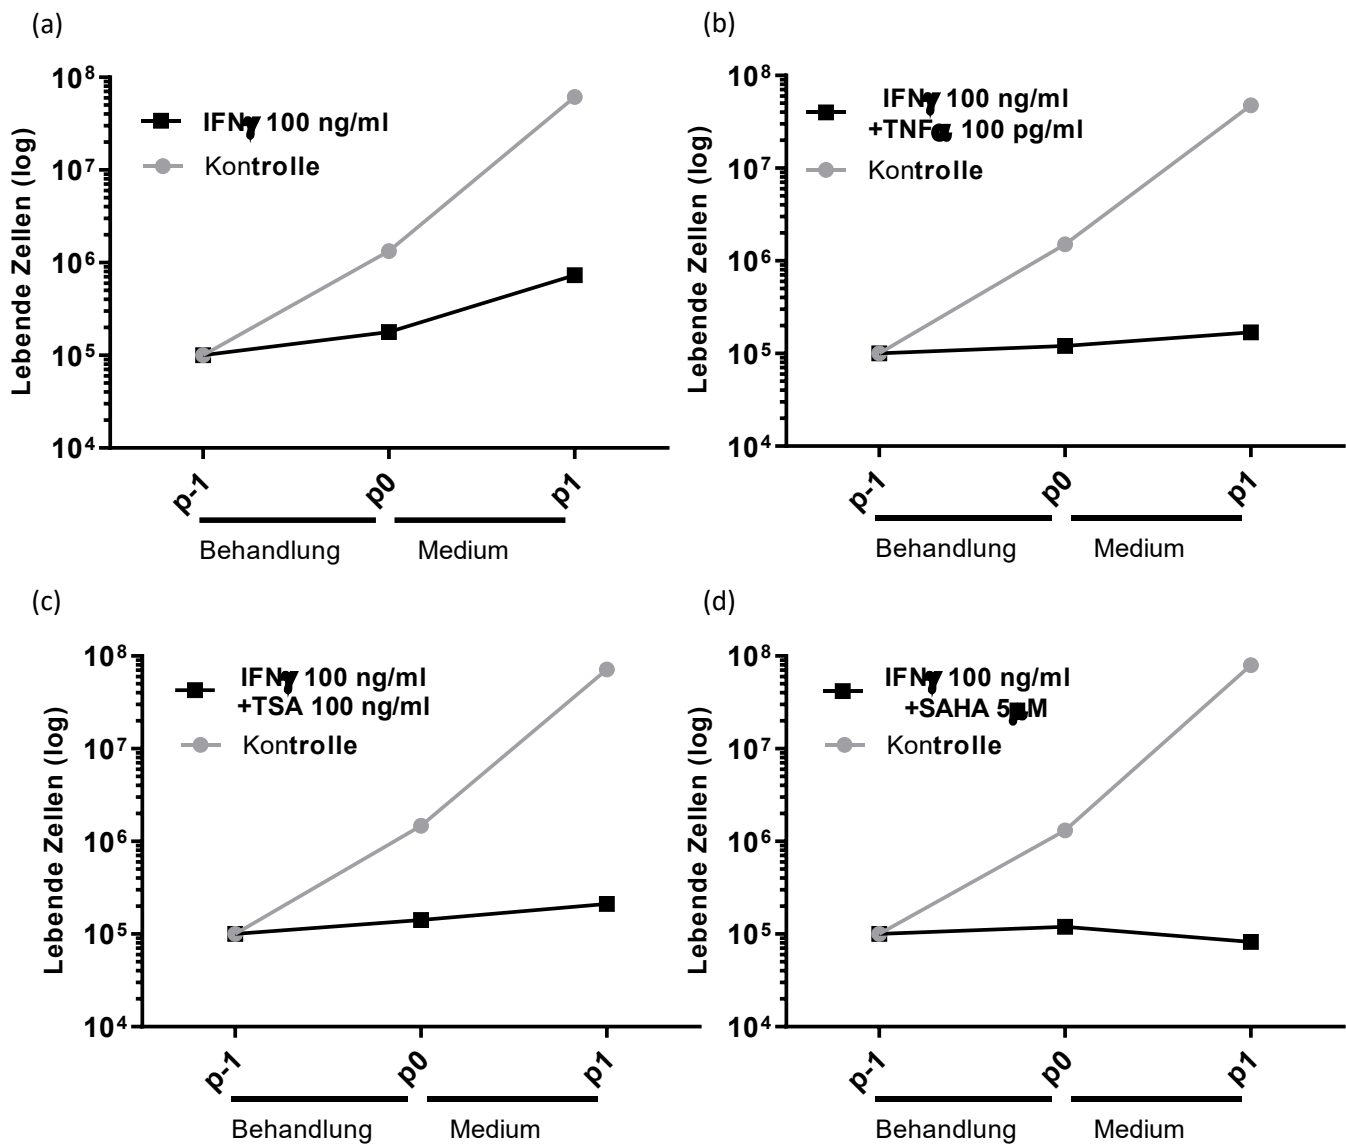 (a)
10⁸
10⁷
10⁶
10⁵
10⁴
Lebende Zellen (log)
IFNγ 100 ng/ml
Kontrolle
p-1
p0
p1
Behandlung
Medium
(b)
10⁸
10⁷
10⁶
10⁵
10⁴
Lebende Zellen (log)
IFNγ 100 ng/ml
+TNFα 100 pg/ml
Kontrolle
p-1
p0
p1
Behandlung
Medium
(c)
10⁸
10⁷
10⁶
10⁵
10⁴
Lebende Zellen (log)
IFNγ 100 ng/ml
+TSA 100 ng/ml
Kontrolle
p-1
p0
p1
Behandlung
Medium
(d)
10⁸
10⁷
10⁶
10⁵
10⁴
Lebende Zellen (log)
IFNγ 100 ng/ml
+SAHA 5μM
Kontrolle
p-1
p0
p1
Behandlung
Medium